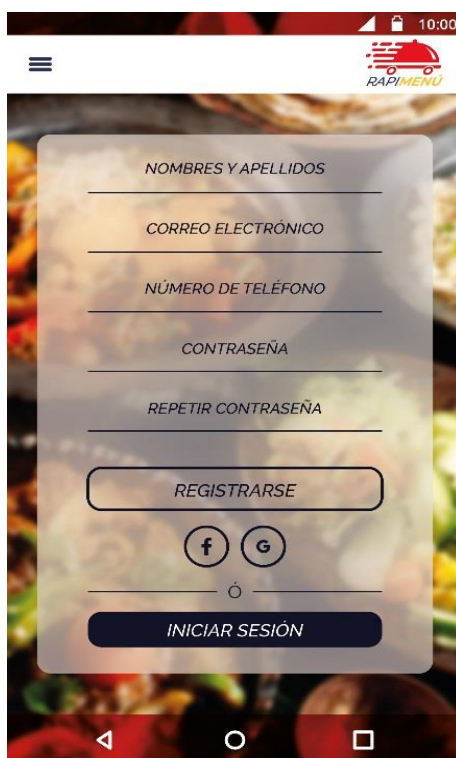 10:00
RAPIMENÚ
NOMBRES Y APELLIDOS
CORREO ELECTRÓNICO
NÚMERO DE TELÉFONO
CONTRASEÑA
REPETIR CONTRASEÑA
REGISTRARSE
f G
Ó
INICIAR SESIÓN